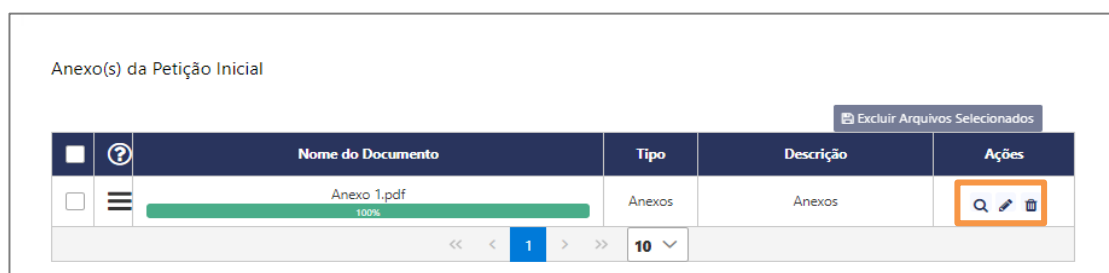 Anexo(s) da Petição Inicial
Excluir Arquivos Selecionados
Nome do Documento Tipo Descrição Ações
Anexo 1.pdf Anexos Anexos
100%
<< < 1 > >> 10